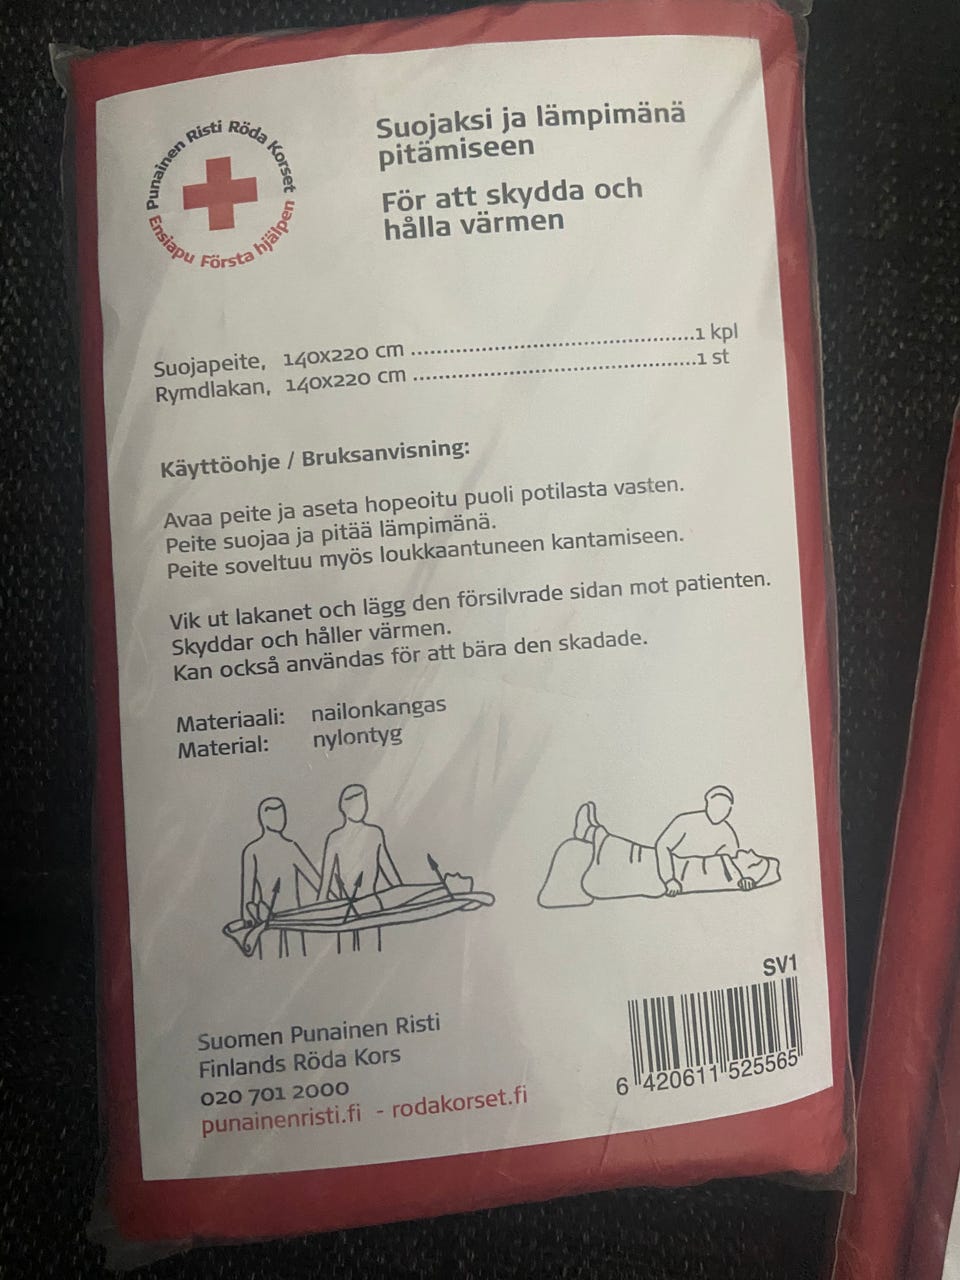 Punainen Risti Röda Korset
Ensiapu Första hjälpen
Suojaksi ja lämpimänä
pitämiseen
För att skydda och
hålla värmen
Suojapeite, 140x220 cm ..............................................1 kpl
Rymdlakan, 140x220 cm ..............................................1 st
Käyttöohje / Bruksanvisning:
Avaa peite ja aseta hopeoitu puoli potilasta vasten.
Peite suojaa ja pitää lämpimänä.
Peite soveltuu myös loukkaantuneen kantamiseen.
Vik ut lakanet och lägg den försilvrade sidan mot patienten.
Skyddar och håller värmen.
Kan också användas för att bära den skadade.
Materiaali: nailonkangas
Material: nylontyg
SV1
6 420611 525565
Suomen Punainen Risti
Finlands Röda Kors
020 701 2000
punainenristi.fi - rodakorset.fi